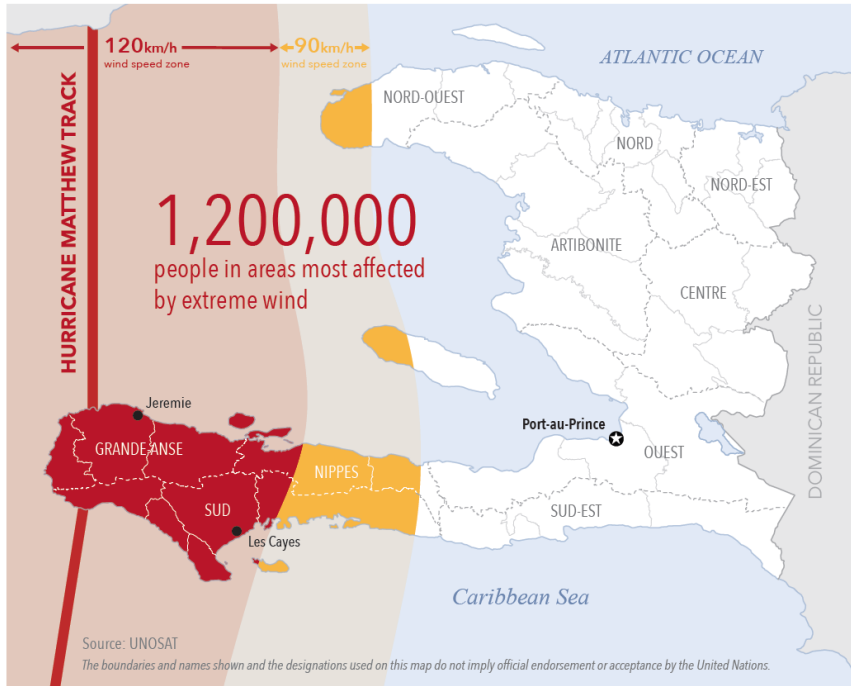 120km/h
wind speed zone
90km/h
wind speed zone
ATLANTIC OCEAN
HURRICANE MATTHEW TRACK
NORD-OUEST
NORD
NORD-EST
1,200,000
people in areas most affected
by extreme wind
ARTIBONITE
CENTRE
DOMINICAN REPUBLIC
Jeremie
Port-au-Prince
GRANDE-ANSE
NIPPES
OUEST
SUD
SUD-EST
Les Cayes
Caribbean Sea
Source: UNOSAT
The boundaries and names shown and the designations used on this map do not imply official endorsement or acceptance by the United Nations.